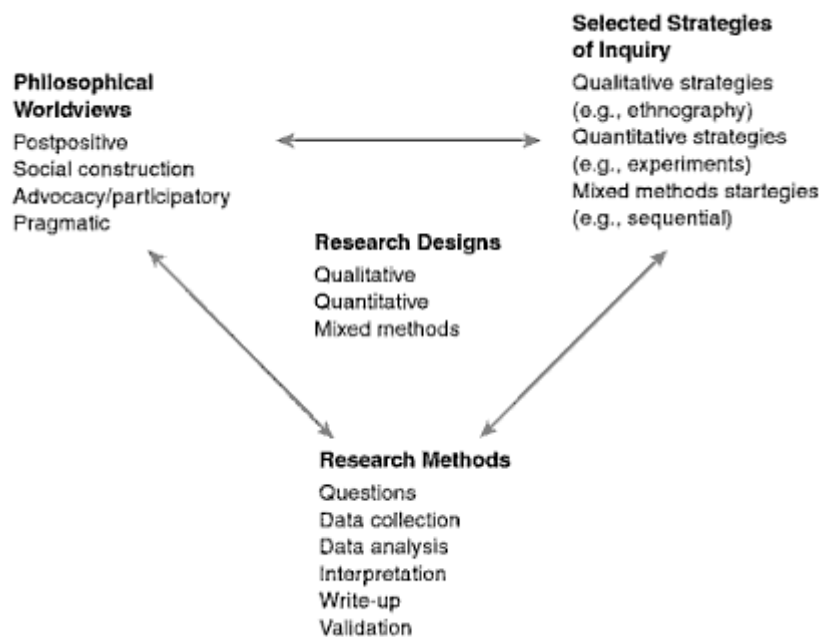 Philosophical
Worldviews
Postpositive
Social construction
Advocacy/participatory
Pragmatic
Selected Strategies
of Inquiry
Qualitative strategies
(e.g., ethnography)
Quantitative strategies
(e.g., experiments)
Mixed methods startegies
(e.g., sequential)
Research Designs
Qualitative
Quantitative
Mixed methods
Research Methods
Questions
Data collection
Data analysis
Interpretation
Write-up
Validation